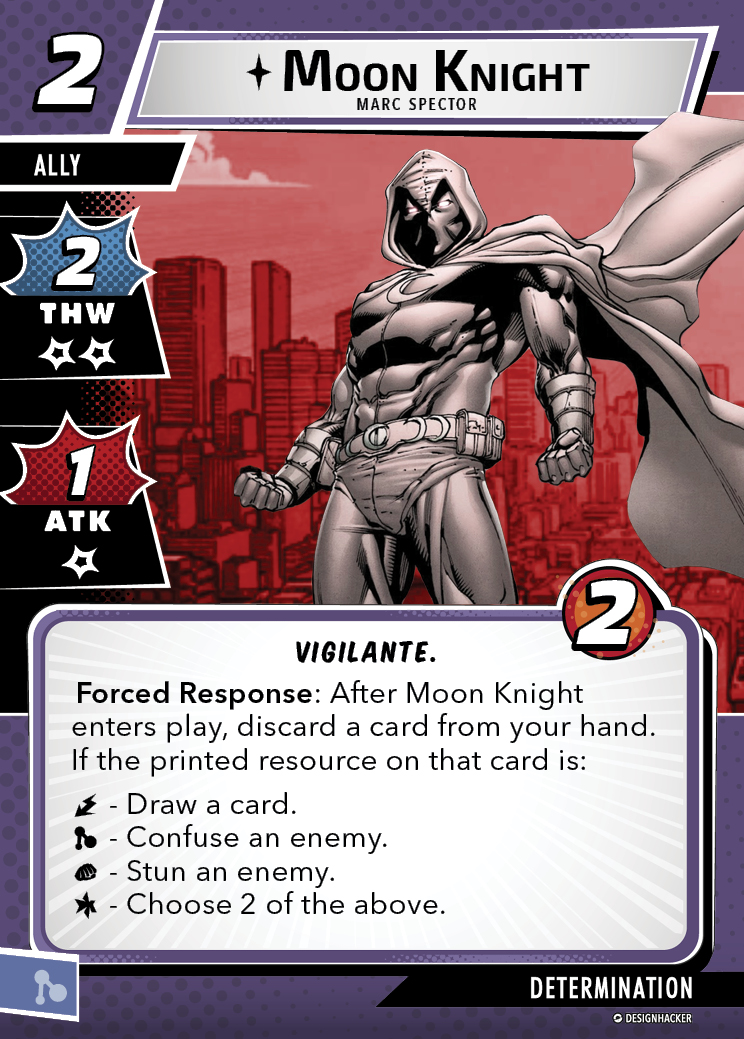 2
MOON KNIGHT
MARC SPECTOR
ALLY
2
THW
1
ATK
2
VIGILANTE.
Forced Response: After Moon Knight
enters play, discard a card from your hand.
If the printed resource on that card is:
- Draw a card.
- Confuse an enemy.
- Stun an enemy.
- Choose 2 of the above.
DETERMINATION
DESIGNHACKER